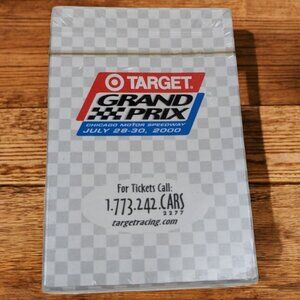 TARGET.
GRAND
PRIX
CHICAGO MOTOR SPEEDWAY
JULY 28-30, 2000
For Tickets Call:
1.773.242.CARS
2277
targetracing.com